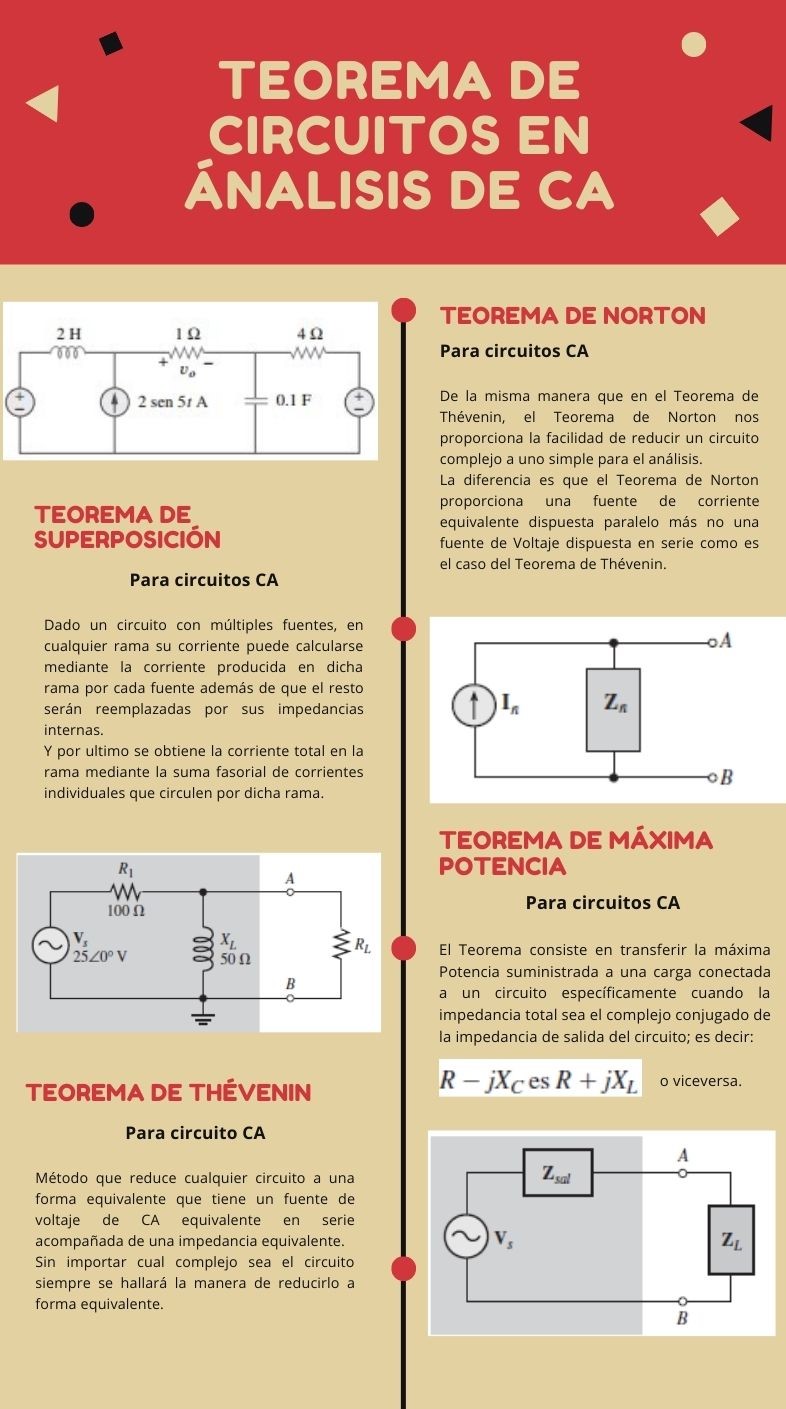 TEOREMA DE
CIRCUITOS EN
ÁNALISIS DE CA
2 H
1 Ω
4 Ω
+ vₒ −
+
−
2 sen 5t A
0.1 F
+
−
TEOREMA DE
SUPERPOSICIÓN
Para circuitos CA
Dado un circuito con múltiples fuentes, en
cualquier rama su corriente puede calcularse
mediante la corriente producida en dicha
rama por cada fuente además de que el resto
serán reemplazadas por sus impedancias
internas.
Y por ultimo se obtiene la corriente total en la
rama mediante la suma fasorial de corrientes
individuales que circulen por dicha rama.
R₁
100 Ω
A
Vₛ
25∠0° V
X_L
50 Ω
R_L
B
TEOREMA DE THÉVENIN
Para circuito CA
Método que reduce cualquier circuito a una
forma equivalente que tiene un fuente de
voltaje de CA equivalente en serie
acompañada de una impedancia equivalente.
Sin importar cual complejo sea el circuito
siempre se hallará la manera de reducirlo a
forma equivalente.
TEOREMA DE NORTON
Para circuitos CA
De la misma manera que en el Teorema de
Thévenin, el Teorema de Norton nos
proporciona la facilidad de reducir un circuito
complejo a uno simple para el análisis.
La diferencia es que el Teorema de Norton
proporciona una fuente de corriente
equivalente dispuesta paralelo más no una
fuente de Voltaje dispuesta en serie como es
el caso del Teorema de Thévenin.
A
Iₙ
Zₙ
B
TEOREMA DE MÁXIMA
POTENCIA
Para circuitos CA
El Teorema consiste en transferir la máxima
Potencia suministrada a una carga conectada
a un circuito específicamente cuando la
impedancia total sea el complejo conjugado de
la impedancia de salida del circuito; es decir:
R − jX_C es R + jX_L o viceversa.
Z_sal
A
Vₛ
Z_L
B